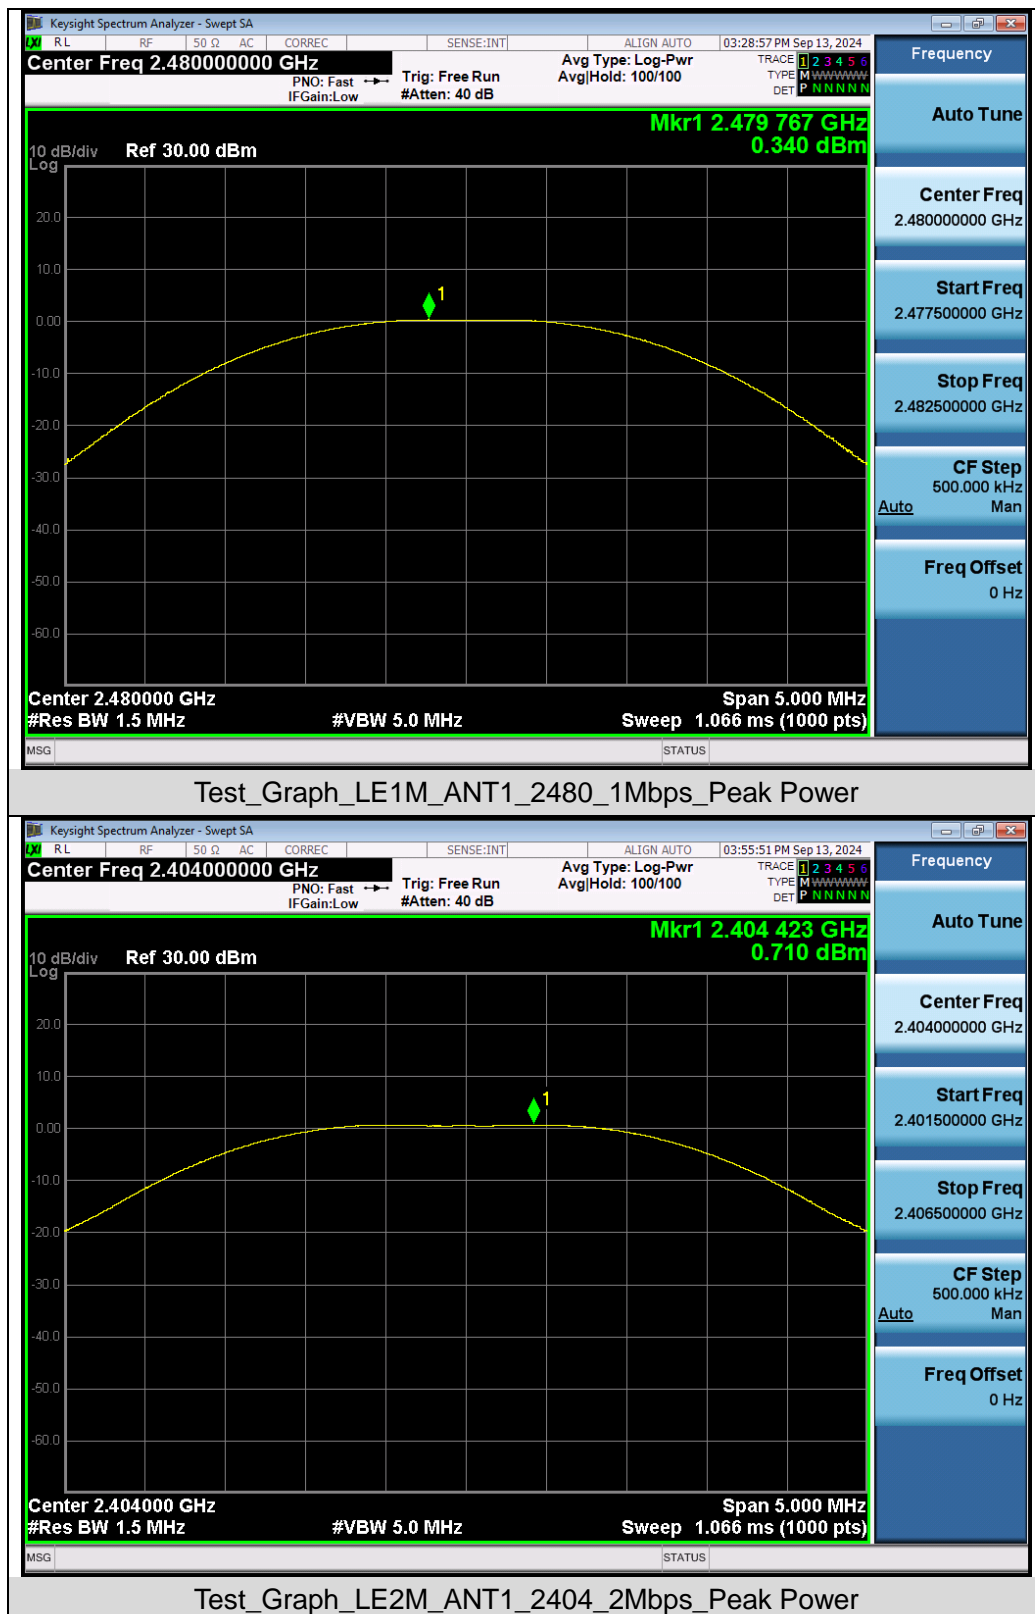 Keysight Spectrum Analyzer - Swept SA
LXI RL RF 50 Ω AC CORREC SENSE:INT ALIGN AUTO 03:28:57 PM Sep 13, 2024
Center Freq 2.480000000 GHz
PNO: Fast
IFGain:Low
Trig: Free Run
#Atten: 40 dB
Avg Type: Log-Pwr
Avg|Hold: 100/100
TRACE 1 2 3 4 5 6
TYPE M WWWWW
DET P N N N N N
Mkr1 2.479 767 GHz
0.340 dBm
10 dB/div Ref 30.00 dBm
Log
20.0
10.0
1
0.00
-10.0
-20.0
-30.0
-40.0
-50.0
-60.0
Center 2.480000 GHz Span 5.000 MHz
#Res BW 1.5 MHz #VBW 5.0 MHz Sweep 1.066 ms (1000 pts)
MSG STATUS
Frequency
Auto Tune
Center Freq
2.480000000 GHz
Start Freq
2.477500000 GHz
Stop Freq
2.482500000 GHz
CF Step
500.000 kHz
Auto Man
Freq Offset
0 Hz
Test_Graph_LE1M_ANT1_2480_1Mbps_Peak Power
Keysight Spectrum Analyzer - Swept SA
LXI RL RF 50 Ω AC CORREC SENSE:INT ALIGN AUTO 03:55:51 PM Sep 13, 2024
Center Freq 2.404000000 GHz
PNO: Fast
IFGain:Low
Trig: Free Run
#Atten: 40 dB
Avg Type: Log-Pwr
Avg|Hold: 100/100
TRACE 1 2 3 4 5 6
TYPE M WWWWW
DET P N N N N N
Mkr1 2.404 423 GHz
0.710 dBm
10 dB/div Ref 30.00 dBm
Log
20.0
10.0
1
0.00
-10.0
-20.0
-30.0
-40.0
-50.0
-60.0
Center 2.404000 GHz Span 5.000 MHz
#Res BW 1.5 MHz #VBW 5.0 MHz Sweep 1.066 ms (1000 pts)
MSG STATUS
Frequency
Auto Tune
Center Freq
2.404000000 GHz
Start Freq
2.401500000 GHz
Stop Freq
2.406500000 GHz
CF Step
500.000 kHz
Auto Man
Freq Offset
0 Hz
Test_Graph_LE2M_ANT1_2404_2Mbps_Peak Power